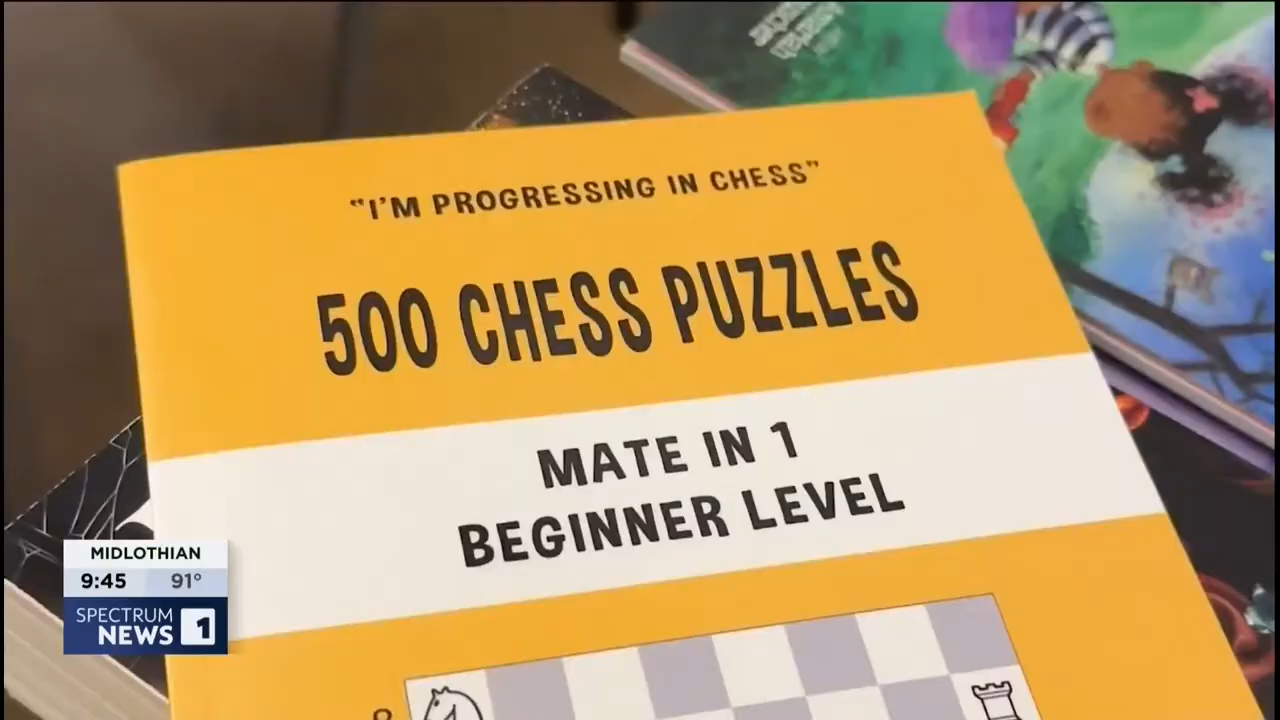 "I'M PROGRESSING IN CHESS"
500 CHESS PUZZLES
MATE IN 1
BEGINNER LEVEL
MIDLOTHIAN
9:45 91°
SPECTRUM
NEWS 1